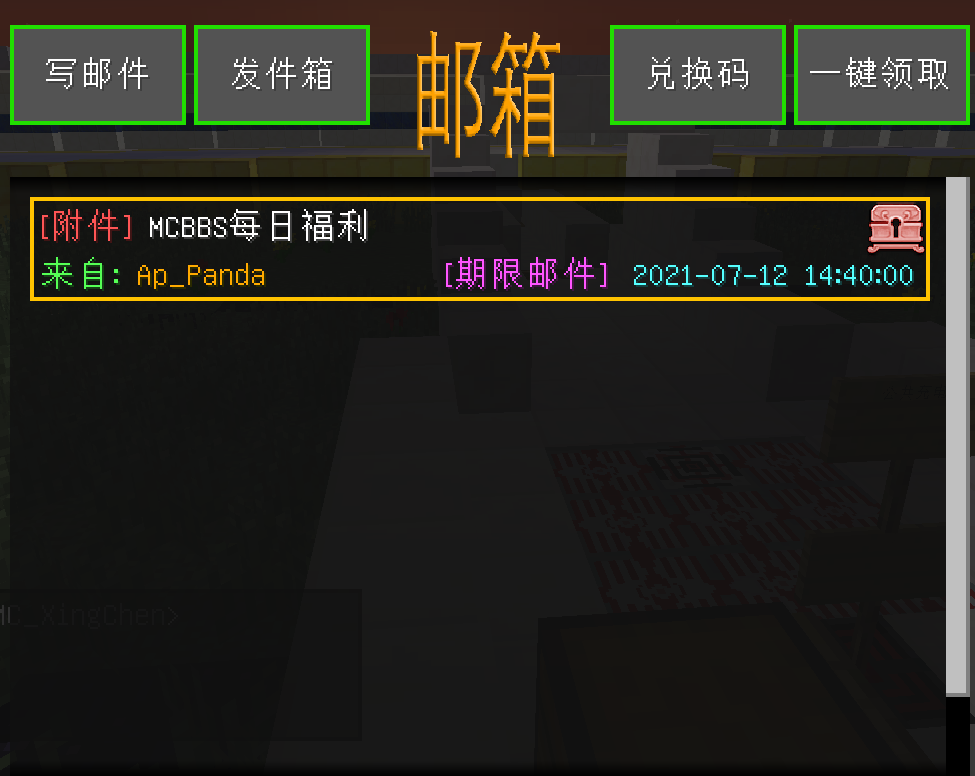 写邮件
发件箱
邮箱
兑换码
一键领取
[附件] MCBBS每日福利
来自: Ap_Panda
[期限邮件] 2021-07-12 14:40:00
MC_XingChen>